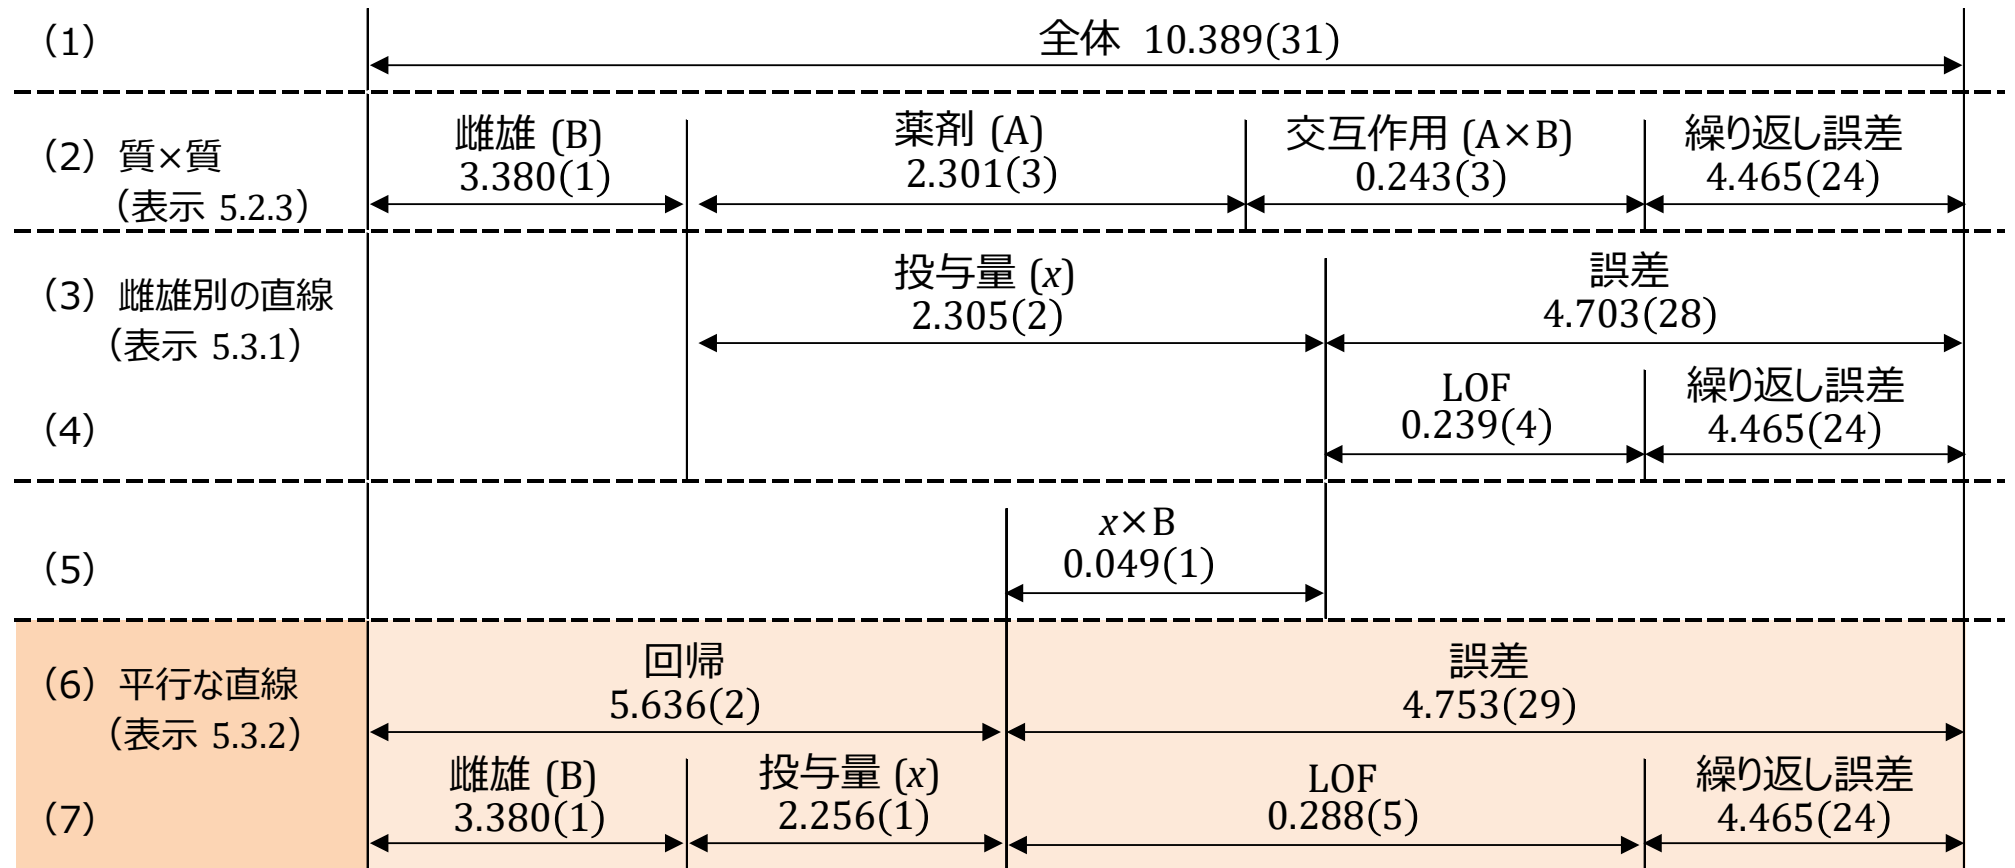 (1)
全体 10.389(31)
(2) 質×質
(表示 5.2.3)
雌雄 (B)
3.380(1)
薬剤 (A)
2.301(3)
交互作用 (A×B)
0.243(3)
繰り返し誤差
4.465(24)
(3) 雌雄別の直線
(表示 5.3.1)
投与量 (x)
2.305(2)
誤差
4.703(28)
(4)
LOF
0.239(4)
繰り返し誤差
4.465(24)
(5)
x×B
0.049(1)
(6) 平行な直線
(表示 5.3.2)
回帰
5.636(2)
誤差
4.753(29)
(7)
雌雄 (B)
3.380(1)
投与量 (x)
2.256(1)
LOF
0.288(5)
繰り返し誤差
4.465(24)